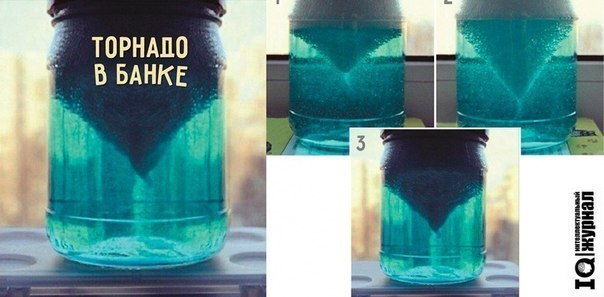 ТОРНАДО
В БАНКЕ
1
2
3
ИНТЕЛЛЕКТУАЛЬНЫЙ
IQ журнал